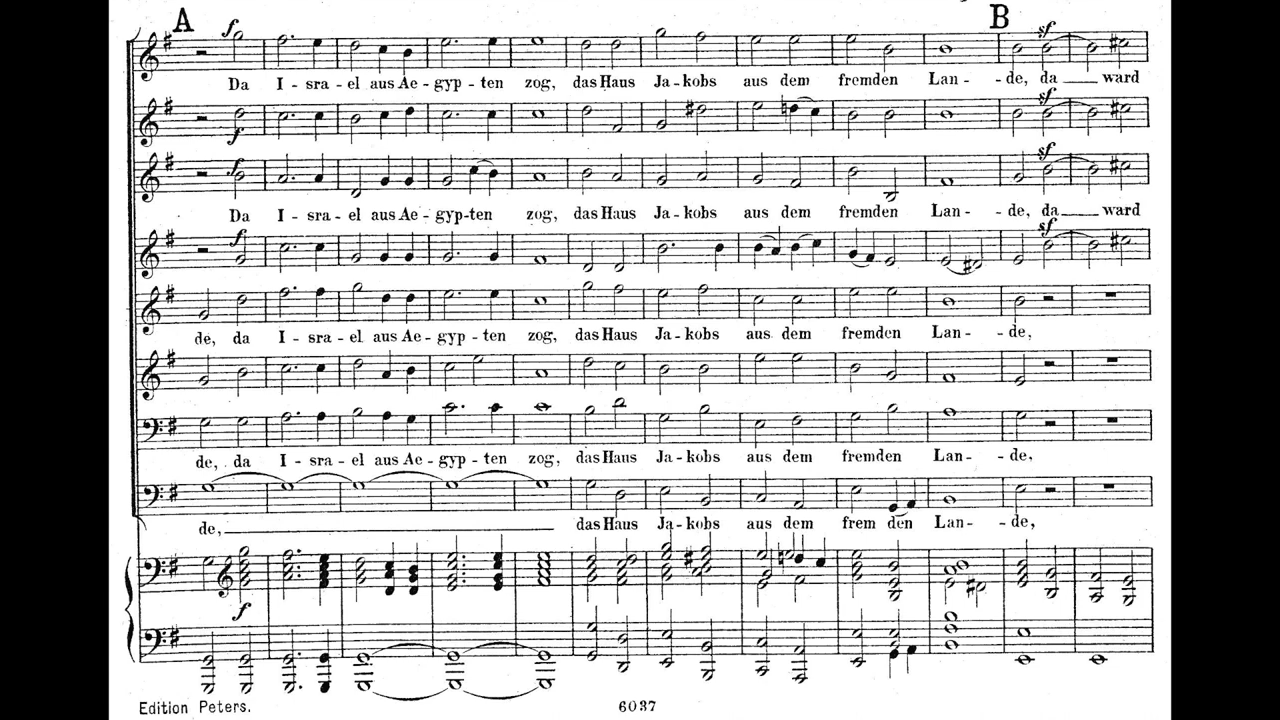 A B
f
Da I - sra - el aus Ae - gyp - ten zog, das Haus Ja - kobs aus dem fremden Lan - - de, da ward
sf
f
sf
f
Da I - sra - el aus Ae - gyp - ten zog, das Haus Ja - kobs aus dem fremden Lan - - de, da ward
sf
f
de, da I - sra - el aus Ae - gyp - ten zog, das Haus Ja - kobs aus dem fremden Lan - - de,
de, da I - sra - el aus Ae - gyp - ten zog, das Haus Ja - kobs aus dem fremden Lan - - de,
de, das Haus Ja - kobs aus dem frem den Lan - - de,
f
Edition Peters. 6037